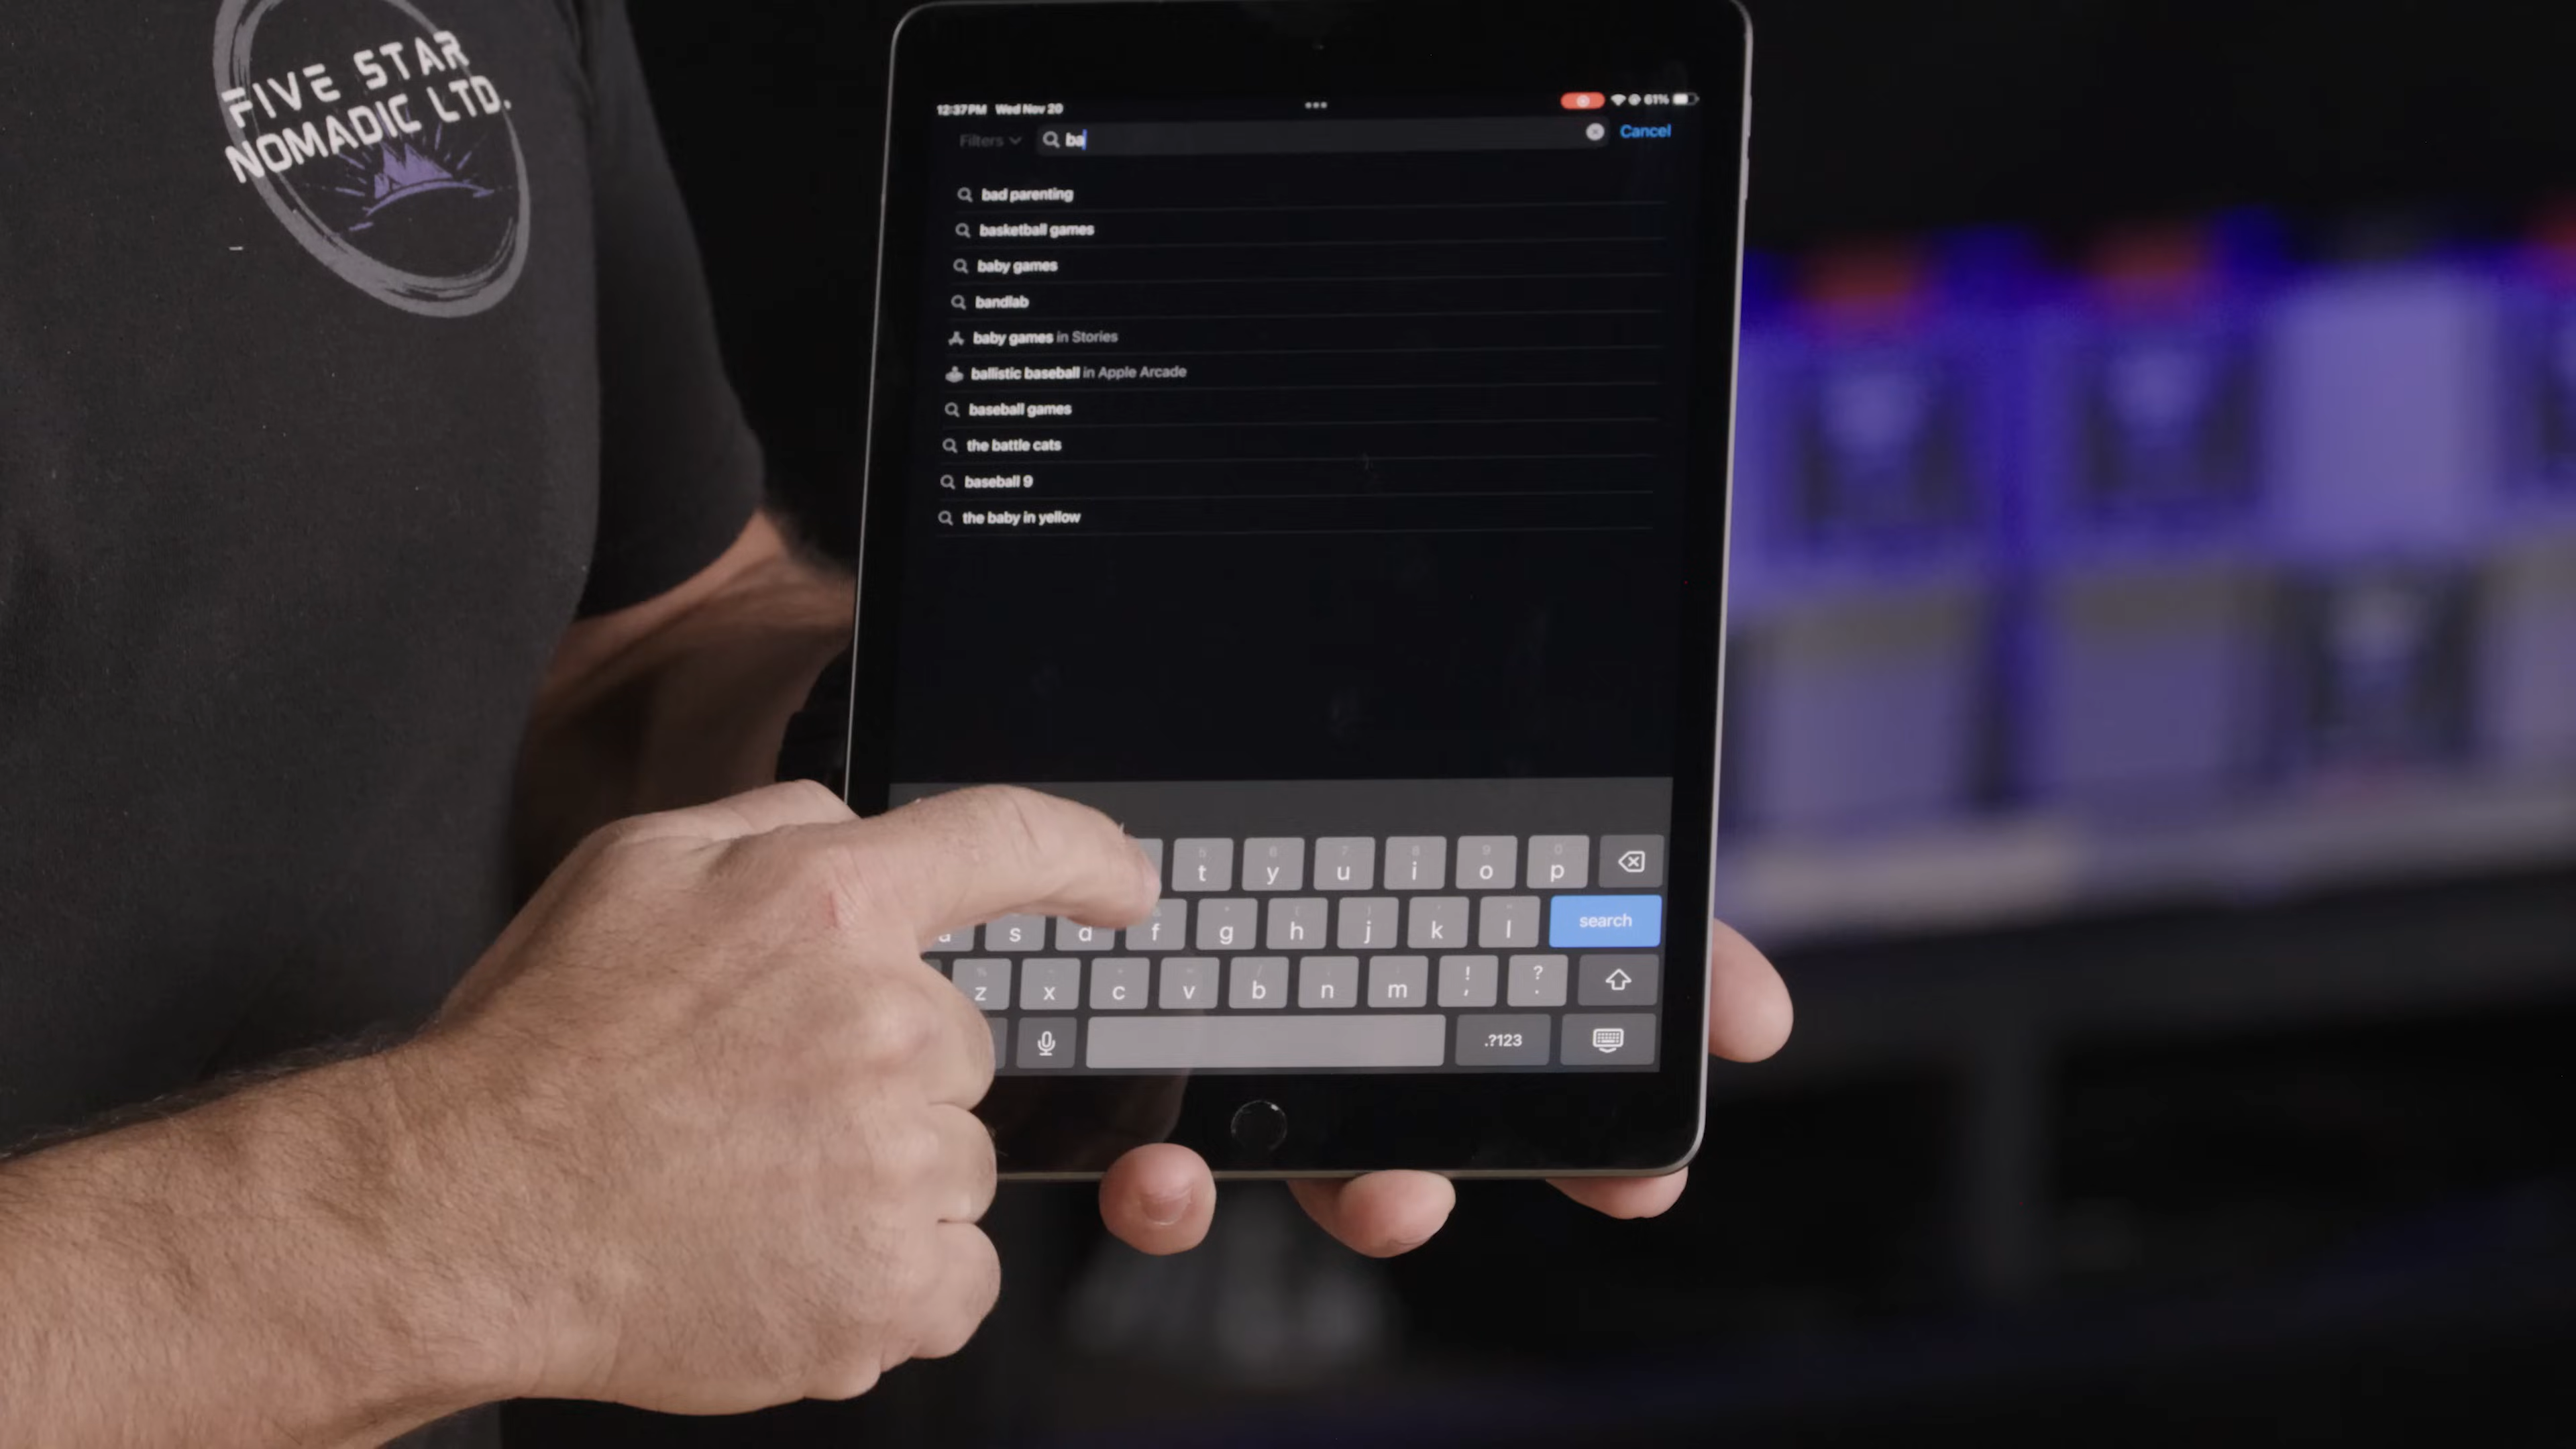 FIVE STAR
NOMADIC LTD.
12:37PM Wed Nov 20
61%
Filters
ba
Cancel
bad parenting
basketball games
baby games
bandlab
baby games in Stories
ballistic baseball in Apple Arcade
baseball games
the battle cats
baseball 9
the baby in yellow
t y u i o p
a s d f g h j k l search
z x c v b n m ! , ? .
.?123